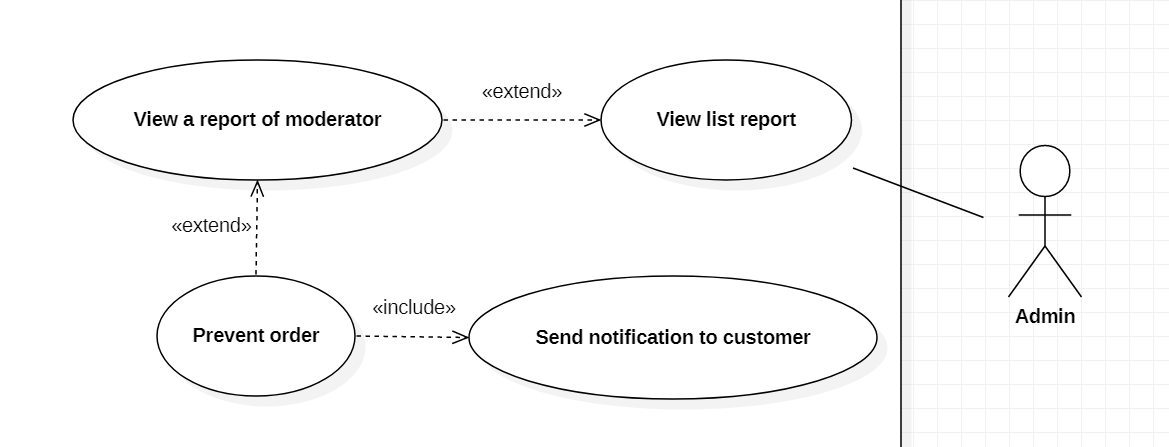 «extend»
View a report of moderator
View list report
«extend»
«include»
Admin
Prevent order
Send notification to customer